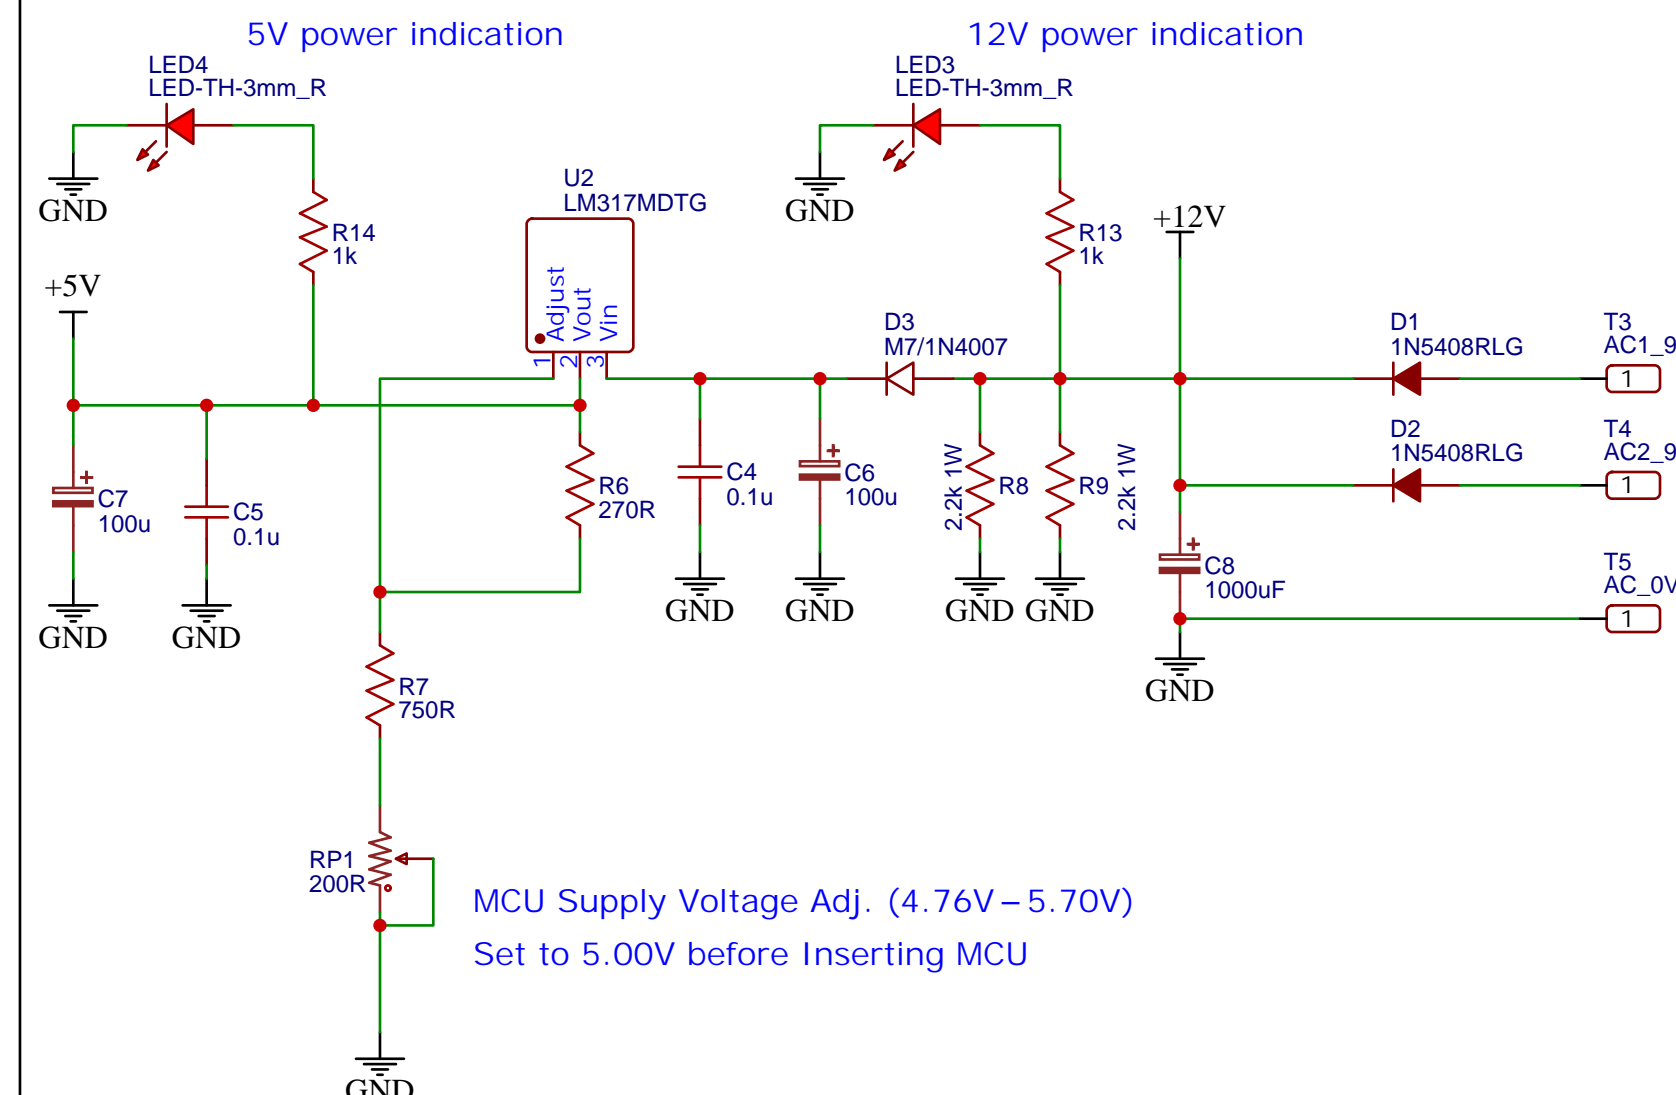 5V power indication
12V power indication
LED4
LED-TH-3mm_R
LED3
LED-TH-3mm_R
GND
GND
U2
LM317MDTG
R14
1k
R13
1k
+12V
+5V
Adjust
Vout
Vin
1
2
3
D3
M7/1N4007
D1
1N5408RLG
T3
AC1_9
1
D2
1N5408RLG
T4
AC2_9
1
C7
100u
C5
0.1u
R6
270R
C4
0.1u
C6
100u
2.2k 1W
R8
R9
2.2k 1W
C8
1000uF
T5
AC_0V
1
GND
GND
GND
GND
GND
GND
GND
R7
750R
RP1
200R
MCU Supply Voltage Adj. (4.76V–5.70V)
Set to 5.00V before Inserting MCU
GND